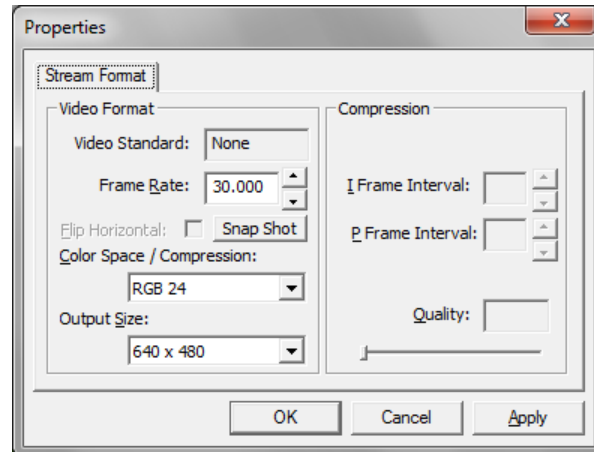 Properties
Stream Format
Video Format
Video Standard: None
Frame Rate: 30.000
Flip Horizontal: Snap Shot
Color Space / Compression:
RGB 24
Output Size:
640 x 480
Compression
I Frame Interval:
P Frame Interval:
Quality:
OK Cancel Apply